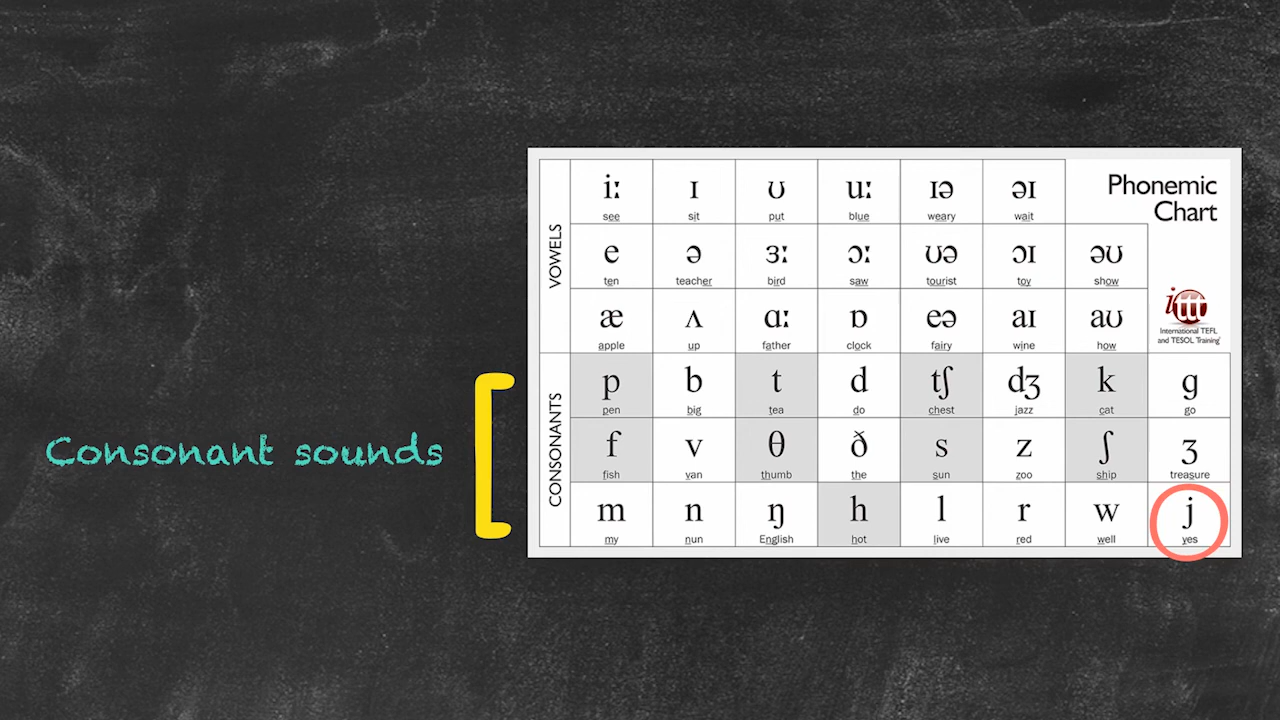 Consonant sounds
Phonemic
Chart
VOWELS
iː ɪ ʊ uː ɪə əɪ
see sit put blue weary wait
e ə ɜː ɔː ʊə ɔɪ əʊ
ten teacher bird saw tourist toy show
æ ʌ ɑː ɒ eə aɪ aʊ
apple up father clock fairy wine how
ittt
International TEFL
and TESOL Training
CONSONANTS
p b t d tʃ dʒ k g
pen big tea do chest jazz cat go
f v θ ð s z ʃ ʒ
fish van thumb the sun zoo ship treasure
m n ŋ h l r w j
my nun English hot live red well yes